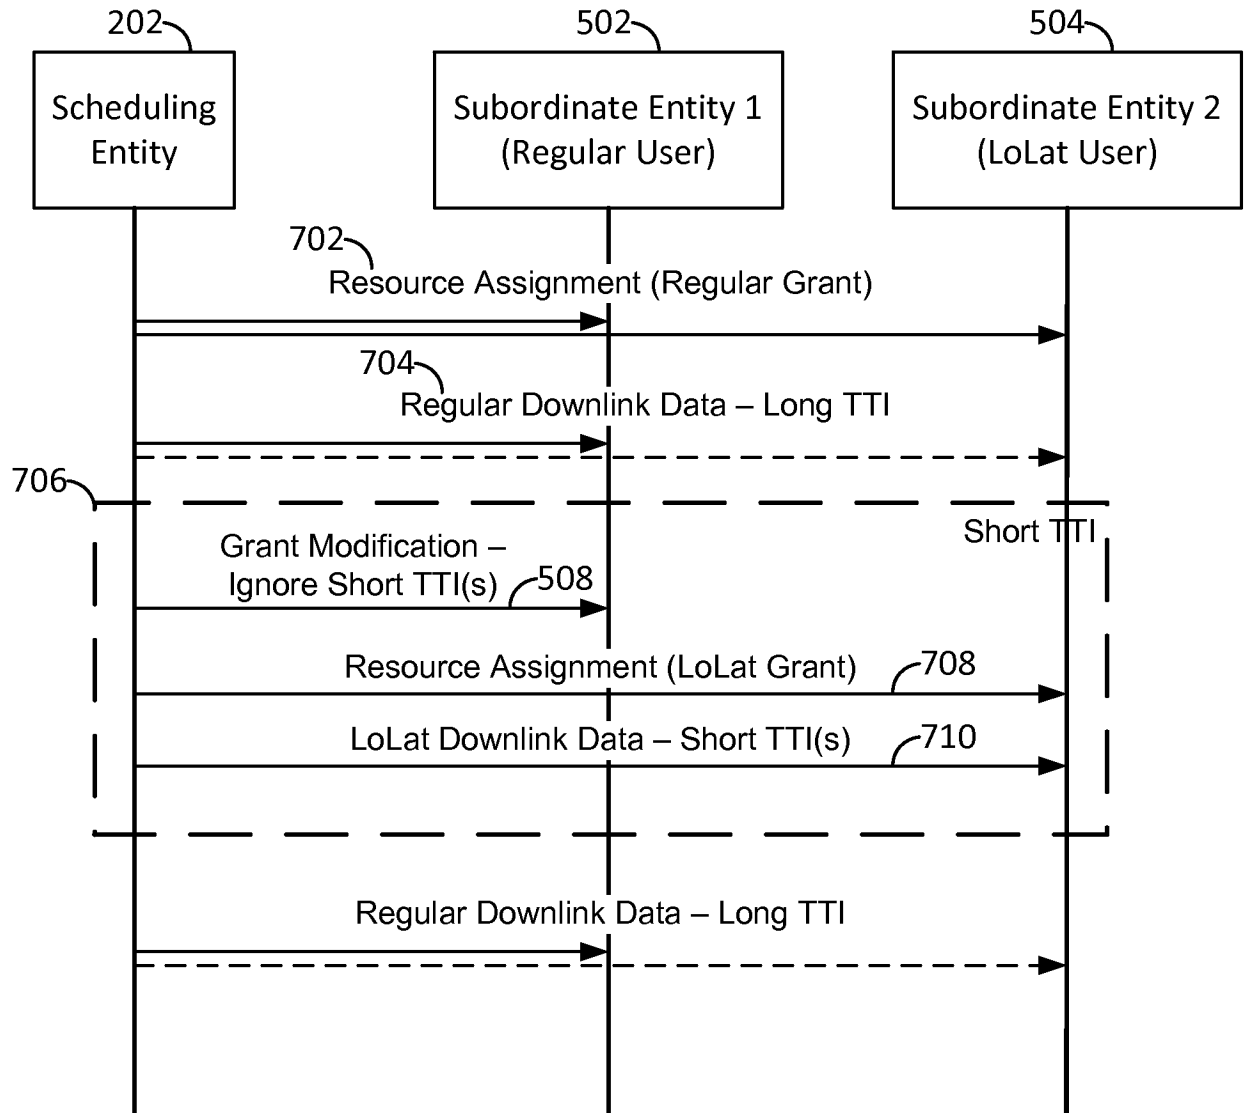 202
502
504
Scheduling
Entity
Subordinate Entity 1
(Regular User)
Subordinate Entity 2
(LoLat User)
702
Resource Assignment (Regular Grant)
704
Regular Downlink Data – Long TTI
706
Short TTI
Grant Modification –
Ignore Short TTI(s)
508
Resource Assignment (LoLat Grant)
708
LoLat Downlink Data – Short TTI(s)
710
Regular Downlink Data – Long TTI